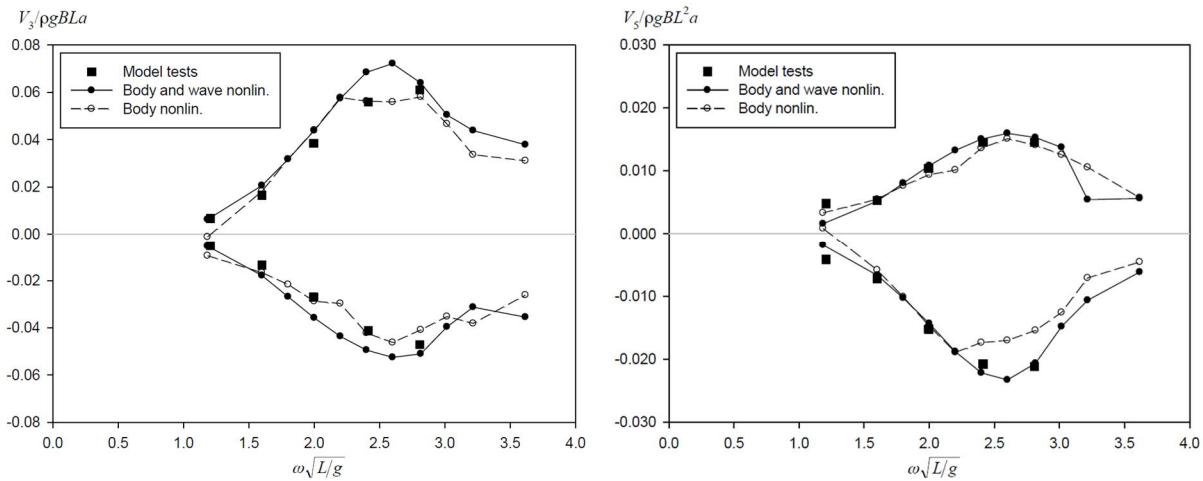 V₃/ρgBLa
0.08
0.06
0.04
0.02
0.00
-0.02
-0.04
-0.06
-0.08
Model tests
Body and wave nonlin.
Body nonlin.
0.0 0.5 1.0 1.5 2.0 2.5 3.0 3.5 4.0
ω√L/g
V₅/ρgBL²a
0.030
0.020
0.010
0.000
-0.010
-0.020
-0.030
Model tests
Body and wave nonlin.
Body nonlin.
0.0 0.5 1.0 1.5 2.0 2.5 3.0 3.5 4.0
ω√L/g